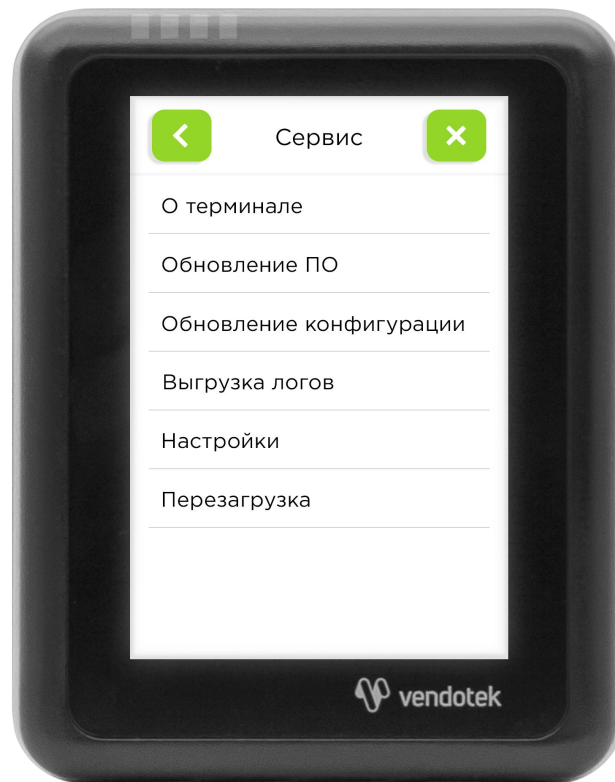 Сервис
О терминале
Обновление ПО
Обновление конфигурации
Выгрузка логов
Настройки
Перезагрузка
vendotek